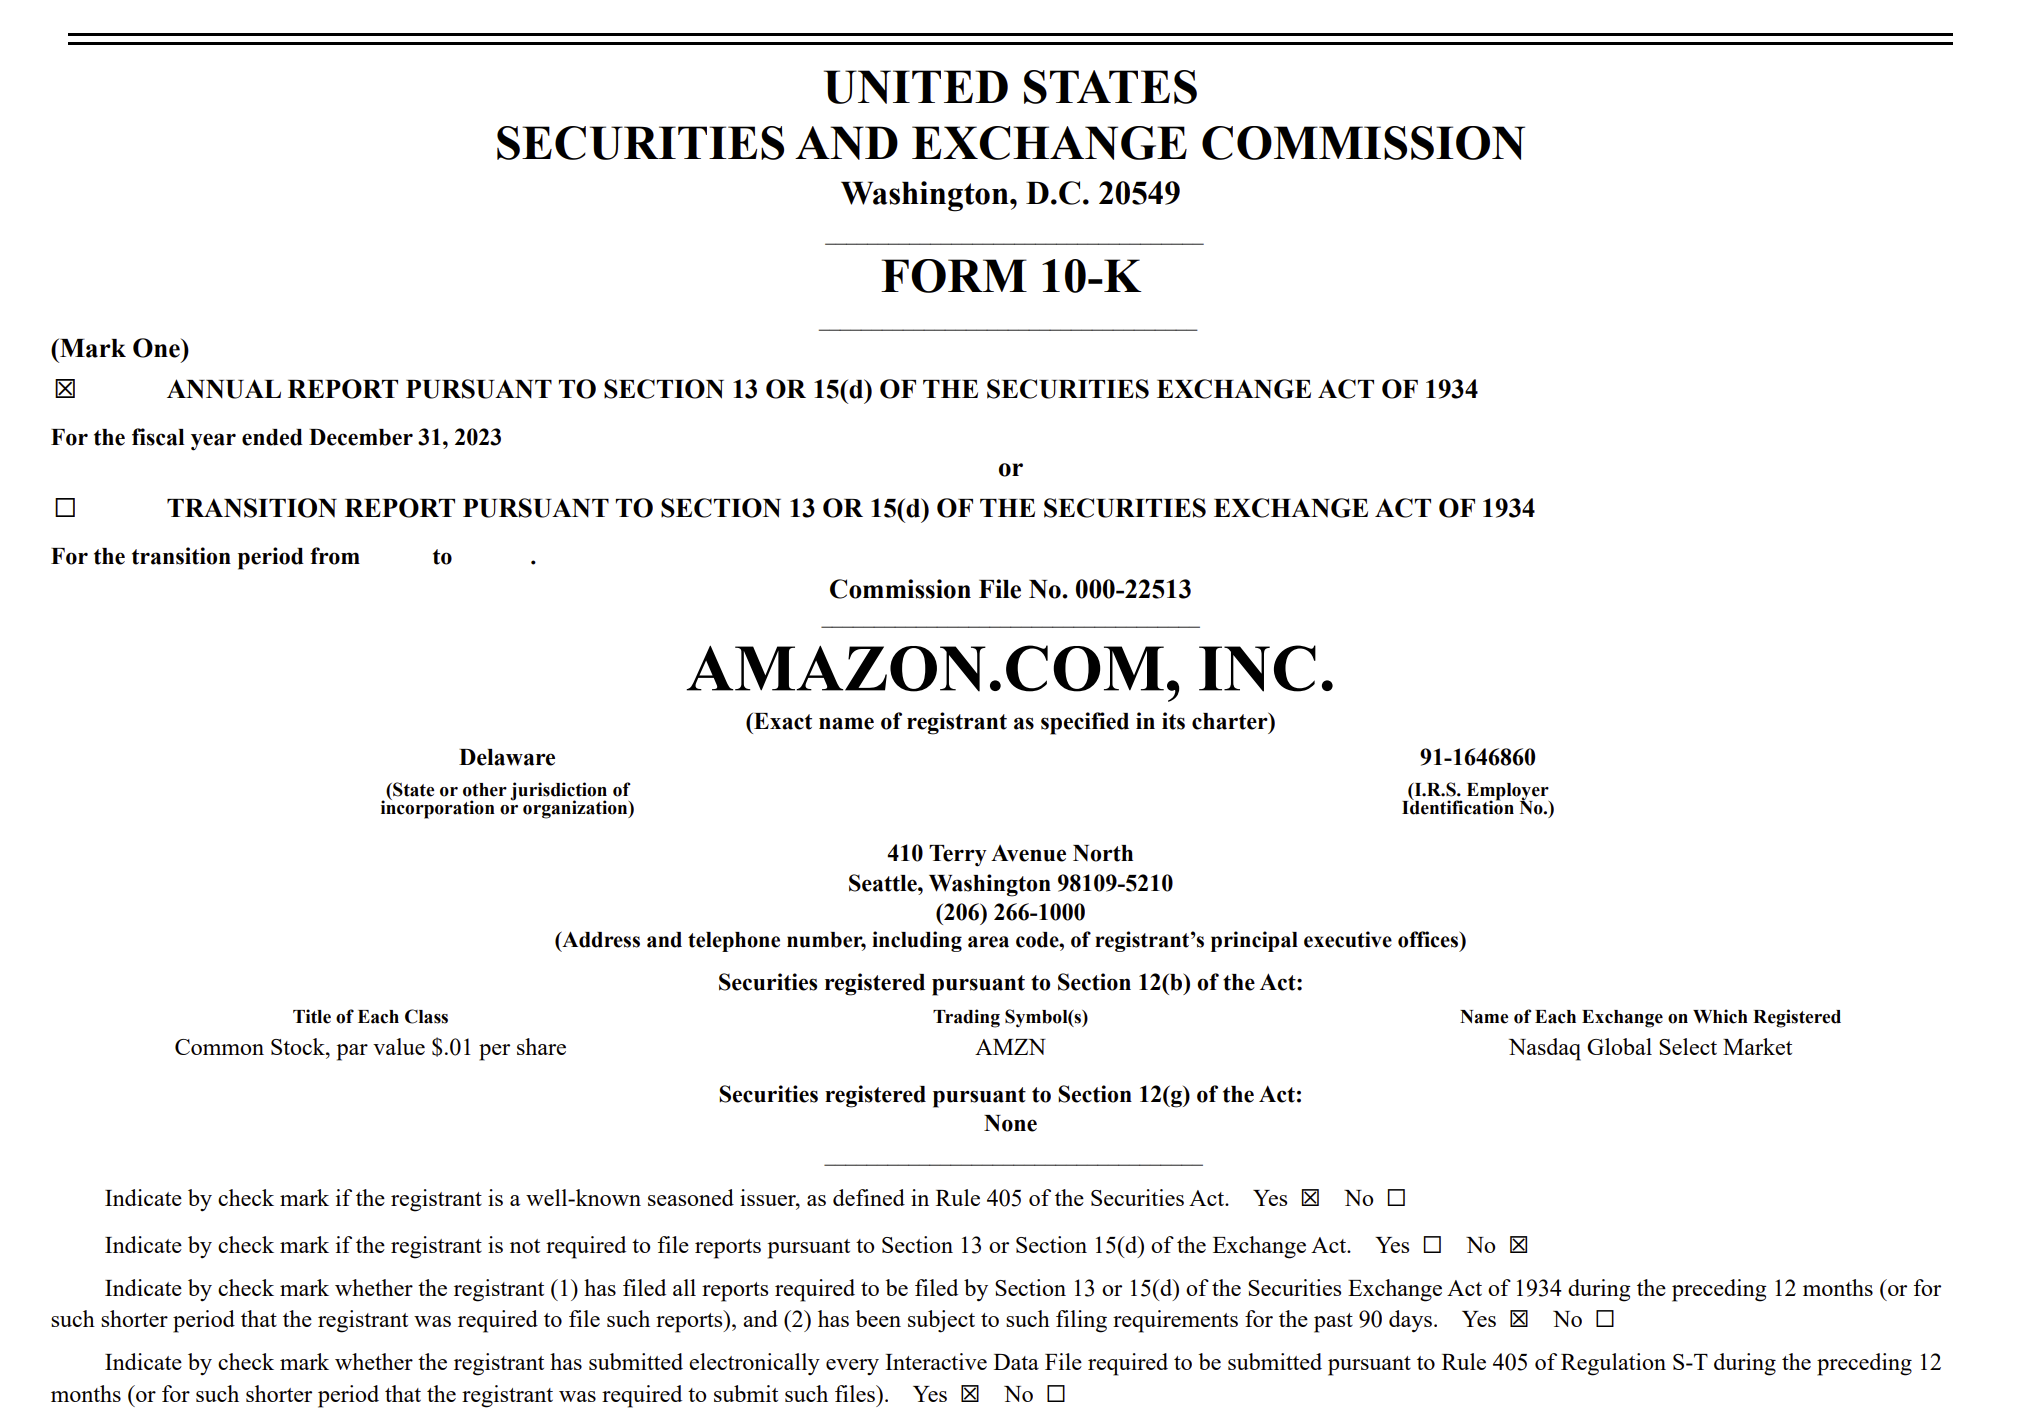 UNITED STATES
SECURITIES AND EXCHANGE COMMISSION
Washington, D.C. 20549
FORM 10-K
(Mark One)
☒ ANNUAL REPORT PURSUANT TO SECTION 13 OR 15(d) OF THE SECURITIES EXCHANGE ACT OF 1934
For the fiscal year ended December 31, 2023
or
☐ TRANSITION REPORT PURSUANT TO SECTION 13 OR 15(d) OF THE SECURITIES EXCHANGE ACT OF 1934
For the transition period from to .
Commission File No. 000-22513
AMAZON.COM, INC.
(Exact name of registrant as specified in its charter)
Delaware 91-1646860
(State or other jurisdiction of (I.R.S. Employer
incorporation or organization) Identification No.)
410 Terry Avenue North
Seattle, Washington 98109-5210
(206) 266-1000
(Address and telephone number, including area code, of registrant’s principal executive offices)
Securities registered pursuant to Section 12(b) of the Act:
Title of Each Class Trading Symbol(s) Name of Each Exchange on Which Registered
Common Stock, par value $.01 per share AMZN Nasdaq Global Select Market
Securities registered pursuant to Section 12(g) of the Act:
None
Indicate by check mark if the registrant is a well-known seasoned issuer, as defined in Rule 405 of the Securities Act. Yes ☒ No ☐
Indicate by check mark if the registrant is not required to file reports pursuant to Section 13 or Section 15(d) of the Exchange Act. Yes ☐ No ☒
Indicate by check mark whether the registrant (1) has filed all reports required to be filed by Section 13 or 15(d) of the Securities Exchange Act of 1934 during the preceding 12 months (or for
such shorter period that the registrant was required to file such reports), and (2) has been subject to such filing requirements for the past 90 days. Yes ☒ No ☐
Indicate by check mark whether the registrant has submitted electronically every Interactive Data File required to be submitted pursuant to Rule 405 of Regulation S-T during the preceding 12
months (or for such shorter period that the registrant was required to submit such files). Yes ☒ No ☐